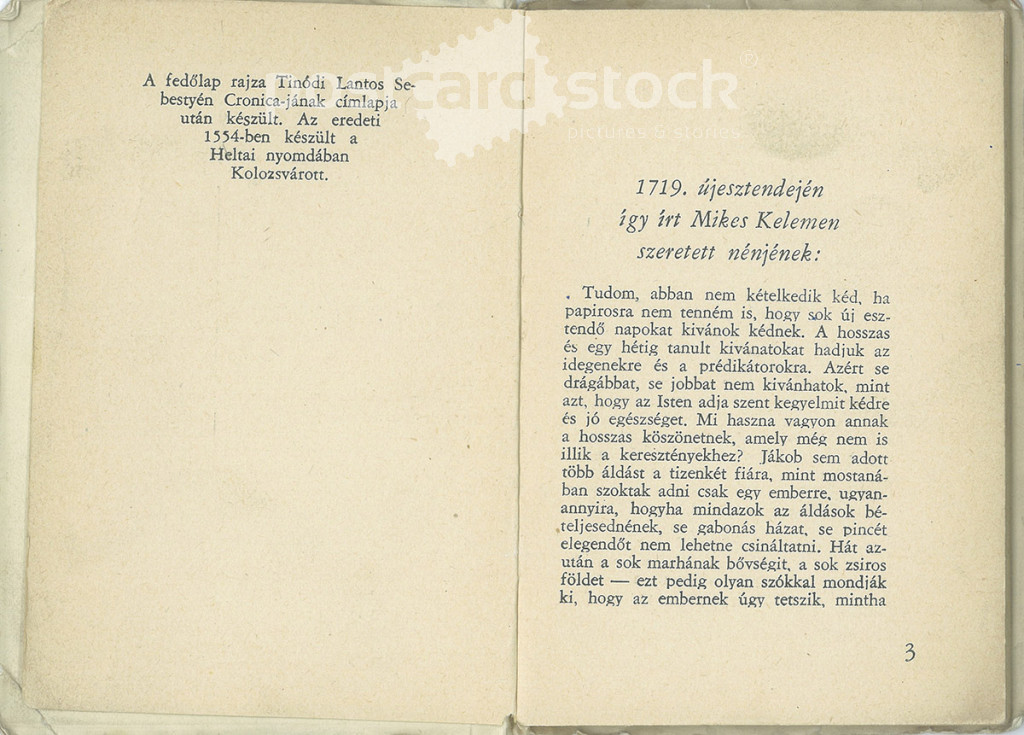 A fedőlap rajza Tinódi Lantos Se-
bestyén Cronica-jának címlapja
után készült. Az eredeti
1554-ben készült a
Heltai nyomdában
Kolozsvárott.
postcard stock
pictures & stories
1719. újesztendején
így írt Mikes Kelemen
szeretett nénjének:
Tudom, abban nem kételkedik kéd, ha
papirosra nem tenném is, hogy sok új esz-
tendő napokat kivánok kédnek. A hosszas
és egy hétig tanult kivánatokat hadjuk az
idegenekre és a prédikátorokra. Azért se
drágábbat, se jobbat nem kivánhatok, mint
azt, hogy az Isten adja szent kegyelmit kédre
és jó egészséget. Mi haszna vagyon annak
a hosszas köszönetnek, amely még nem is
illik a keresztényekhez? Jákob sem adott
több áldást a tizenkét fiára, mint mostaná-
ban szoktak adni csak egy emberre, ugyan-
annyira, hogyha mindazok az áldások bé-
teljesednének, se gabonás házat, se pincét
elegendőt nem lehetne csináltatni. Hát az-
után a sok marhának bővségit, a sok zsiros
földet — ezt pedig olyan szókkal mondják
ki, hogy az embernek úgy tetszik, mintha
3